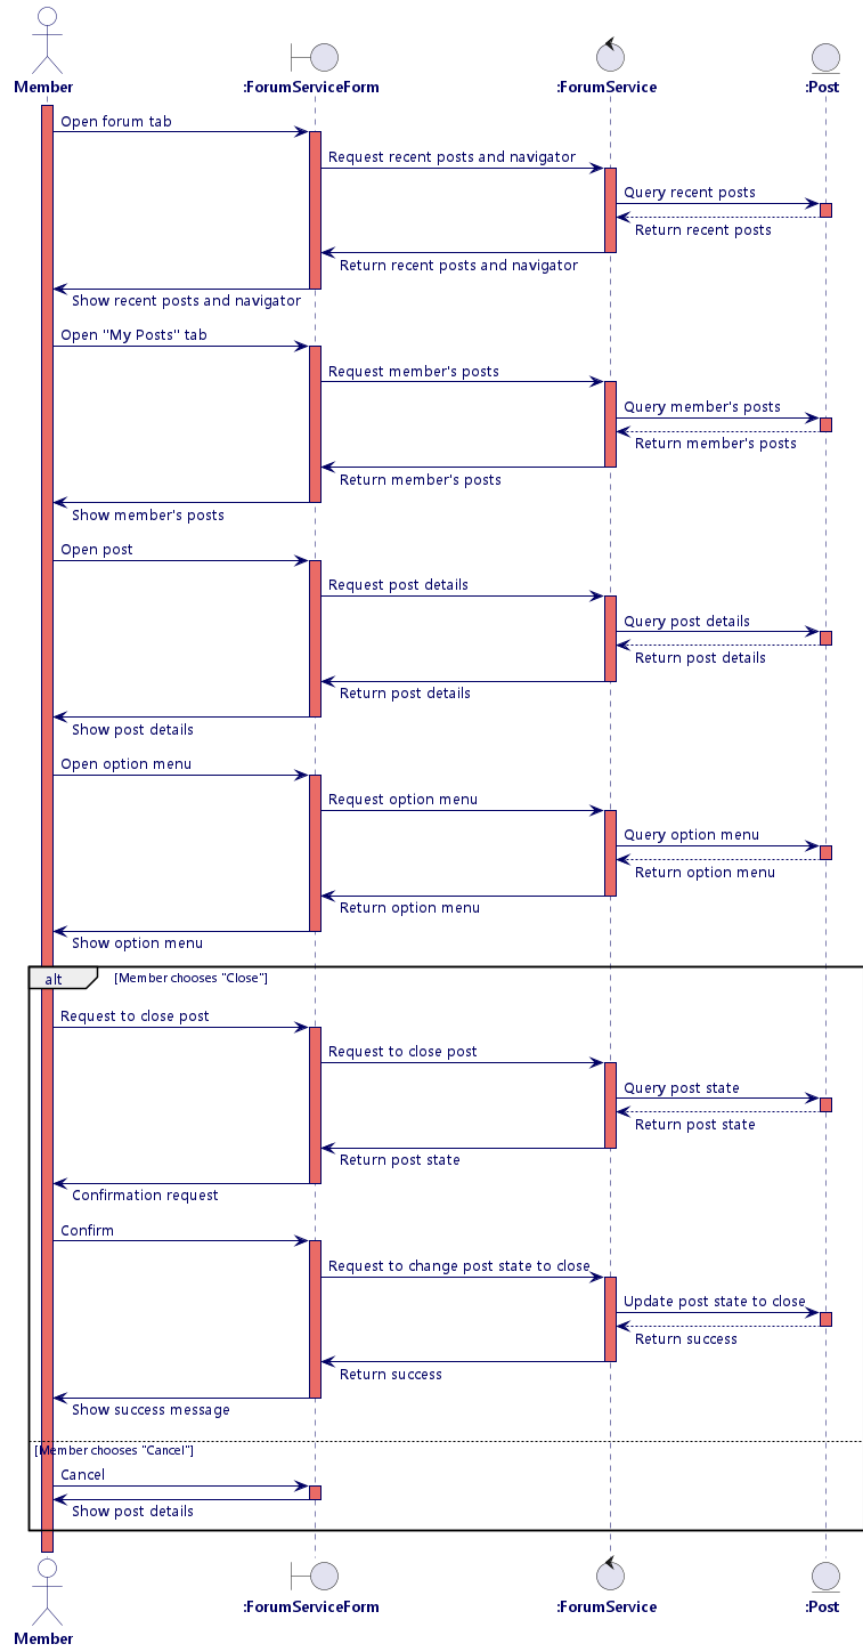 Member
:ForumServiceForm
:ForumService
:Post
Open forum tab
Request recent posts and navigator
Query recent posts
Return recent posts
Return recent posts and navigator
Show recent posts and navigator
Open "My Posts" tab
Request member's posts
Query member's posts
Return member's posts
Return member's posts
Show member's posts
Open post
Request post details
Query post details
Return post details
Return post details
Show post details
Open option menu
Request option menu
Query option menu
Return option menu
Return option menu
Show option menu
alt
[Member chooses "Close"]
Request to close post
Request to close post
Query post state
Return post state
Return post state
Confirmation request
Confirm
Request to change post state to close
Update post state to close
Return success
Return success
Show success message
[Member chooses "Cancel"]
Cancel
Show post details
Member
:ForumServiceForm
:ForumService
:Post